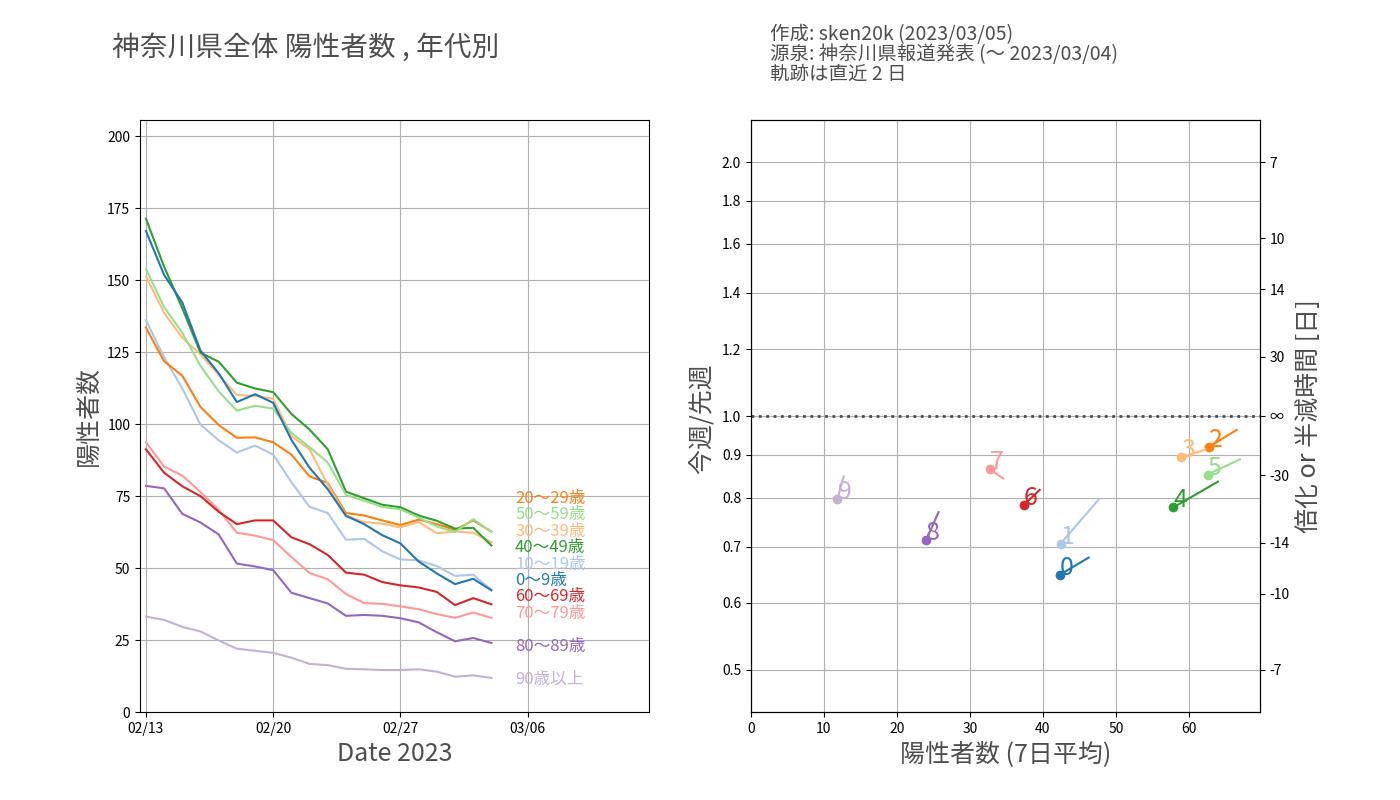 神奈川県全体 陽性者数 , 年代別
作成: sken20k (2023/03/05)
源泉: 神奈川県報道発表 (〜 2023/03/04)
軌跡は直近 2 日
陽性者数
200
175
150
125
100
75
50
25
0
02/13
02/20
02/27
03/06
Date 2023
20〜29歳
50〜59歳
30〜39歳
40〜49歳
10〜19歳
0〜9歳
60〜69歳
70〜79歳
80〜89歳
90歳以上
今週/先週
2.0
1.8
1.6
1.4
1.2
1.0
0.9
0.8
0.7
0.6
0.5
2
3
7
5
9
6
4
8
1
0
0
10
20
30
40
50
60
陽性者数 (7日平均)
7
10
14
30
∞
-30
-14
-10
-7
倍化 or 半減時間 [日]